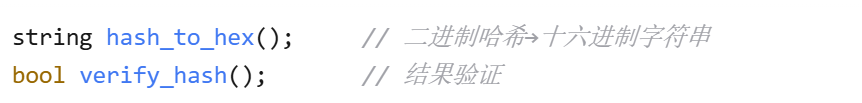 string hash_to_hex();     // 二进制哈希→十六进制字符串
bool verify_hash();       // 结果验证